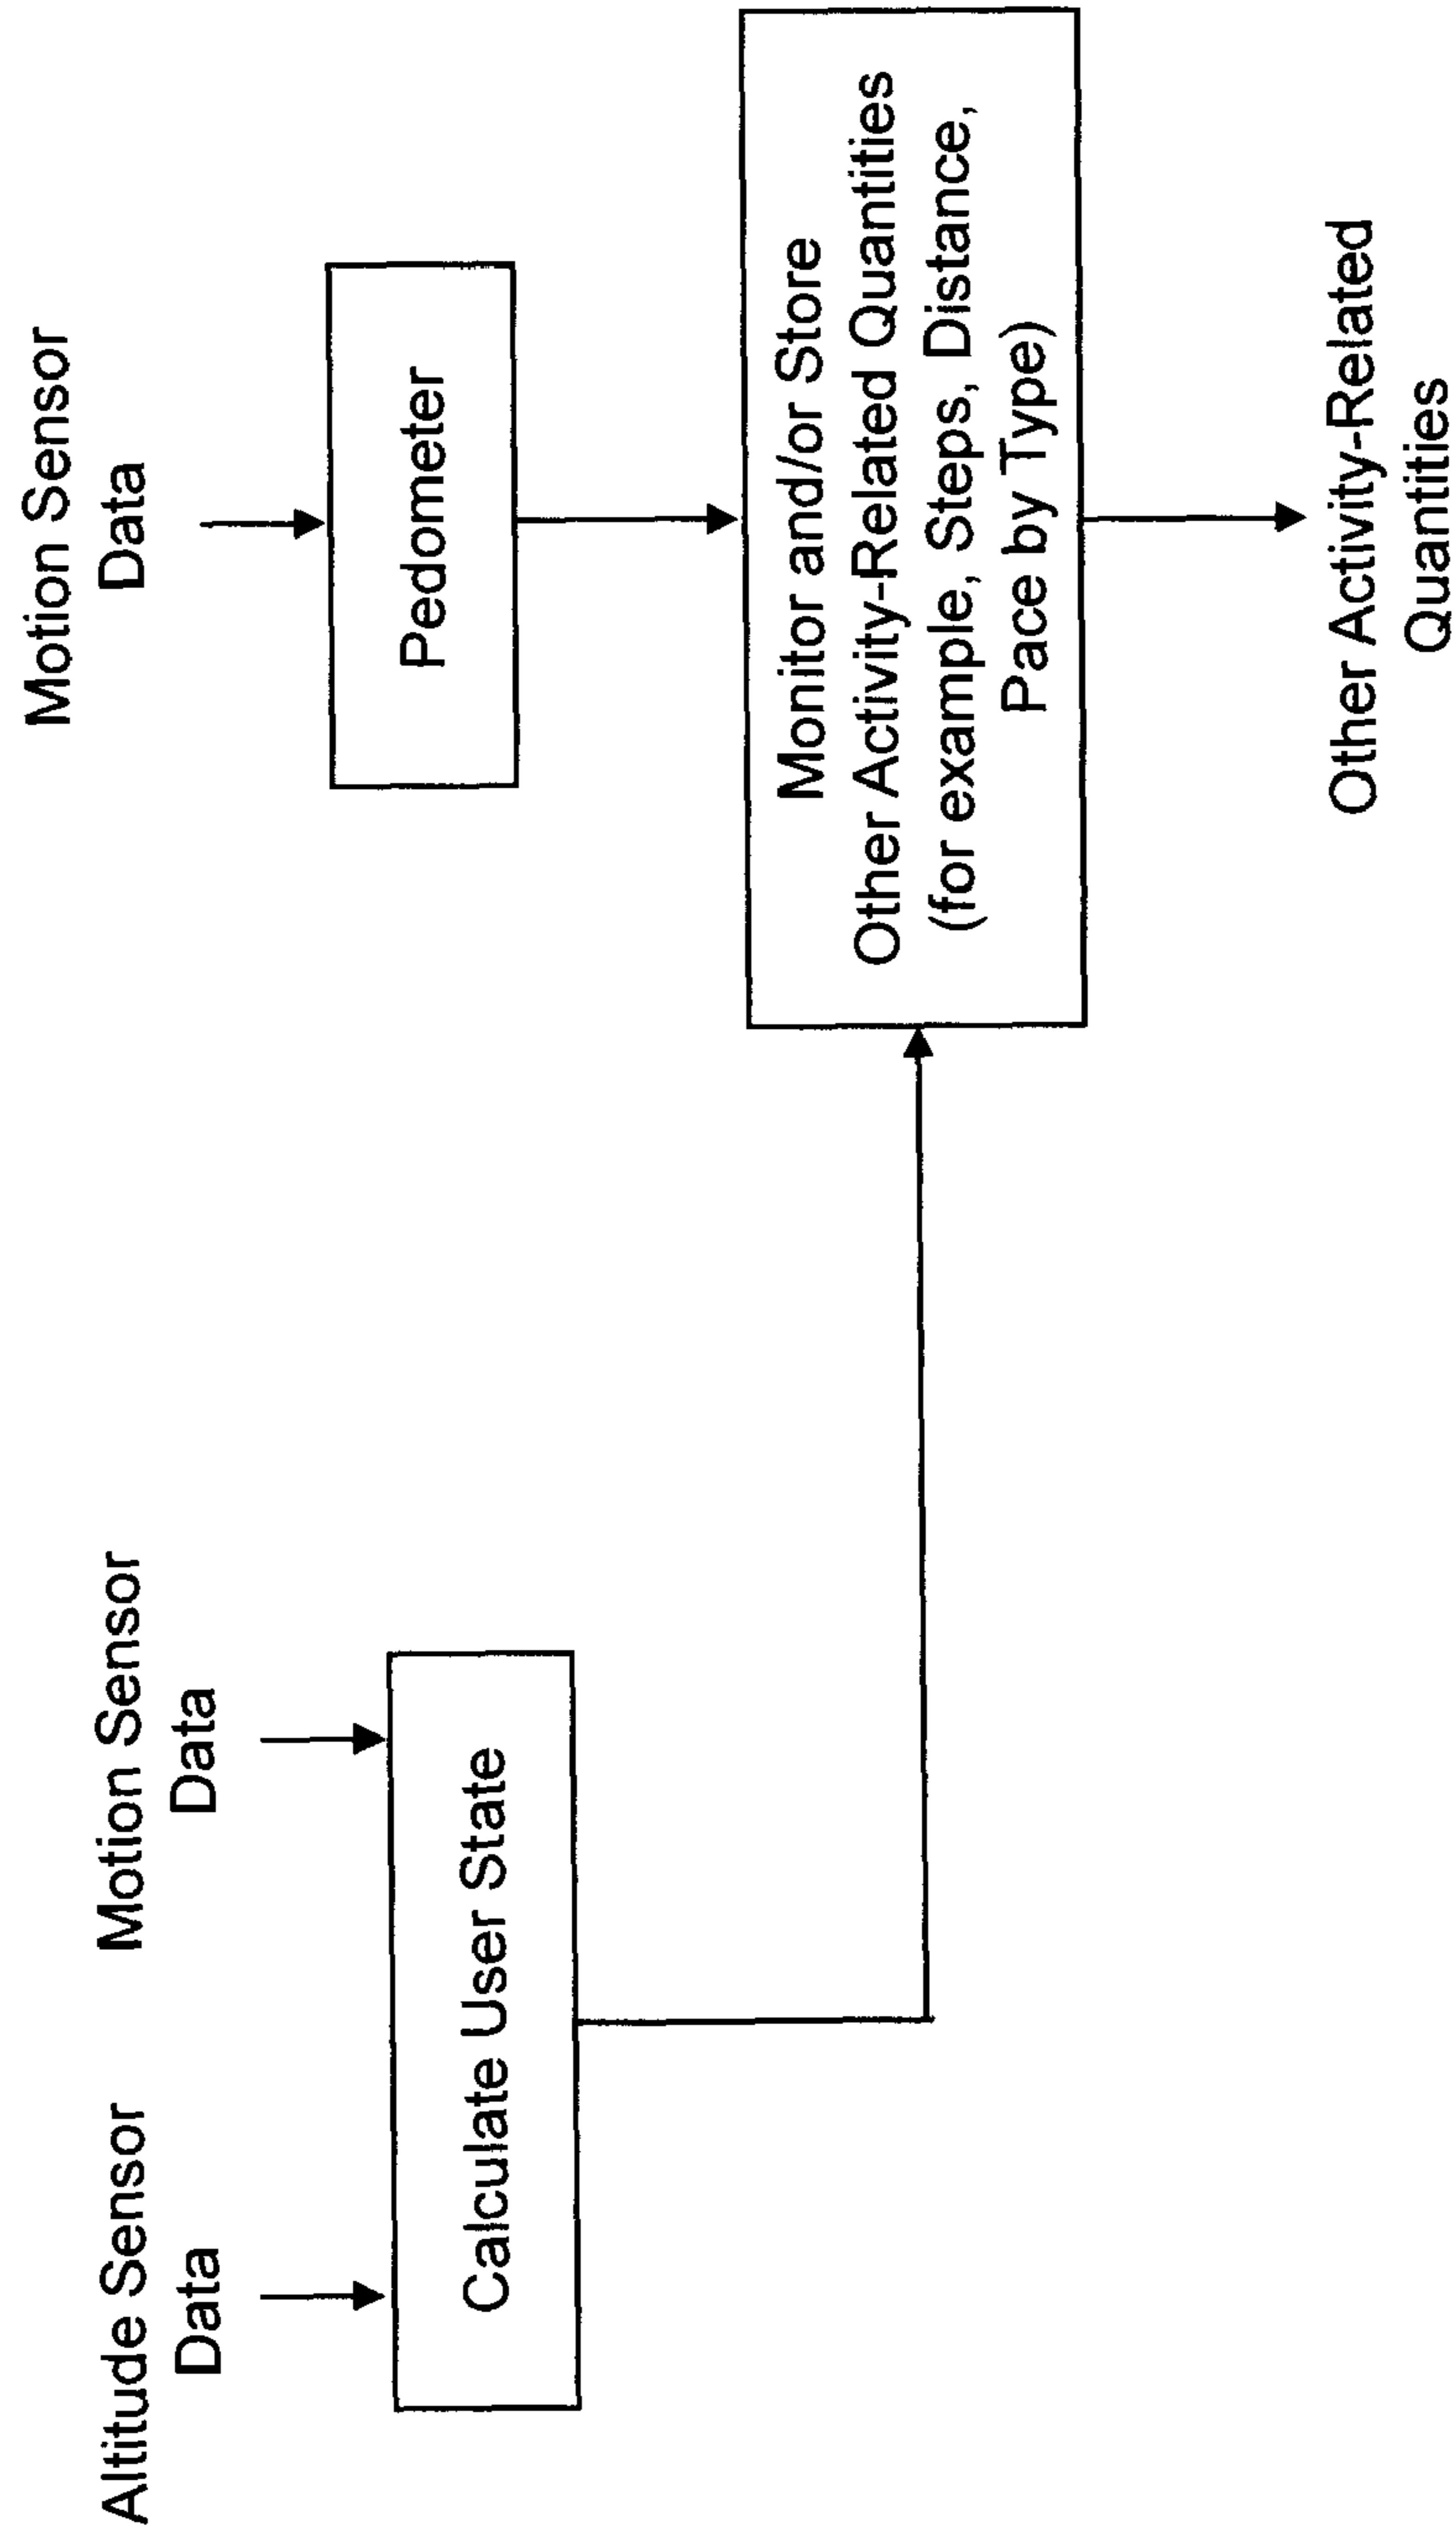 Altitude Sensor
Data
Motion Sensor
Data
Calculate User State
Motion Sensor
Data
Pedometer
Monitor and/or Store
Other Activity-Related Quantities
(for example, Steps, Distance,
Pace by Type)
Other Activity-Related
Quantities